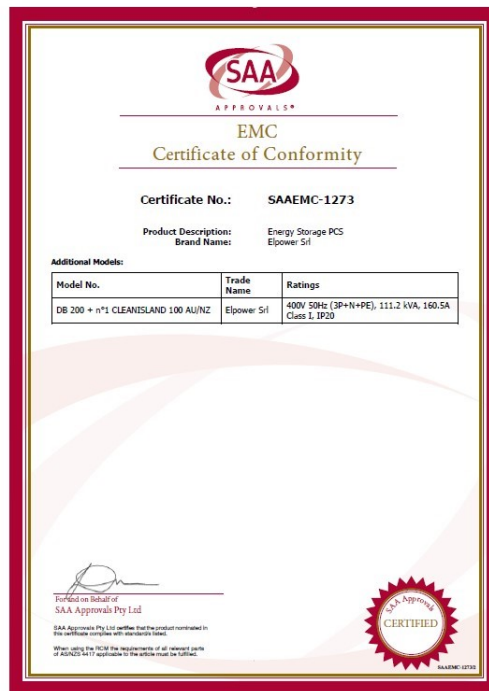 SAA
APPROVALS®
EMC
Certificate of Conformity
Certificate No.: SAAEMC-1273
Product Description: Energy Storage PCS
Brand Name: Elpower Srl
Additional Models:
Model No. Trade Name Ratings
DB 200 + n°1 CLEANISLAND 100 AU/NZ Elpower Srl 400V 50Hz (3P+N+PE), 111.2 kVA, 160.5A
Class I, IP20
For and on Behalf of
SAA Approvals Pty Ltd
SAA Approvals Pty Ltd certifies that the product nominated in
this certificate complies with standard/s listed.
When using the RCM the requirements of all relevant parts
of AS/NZS 4417 applicable to the article must be fulfilled.
SAA Approvals
CERTIFIED